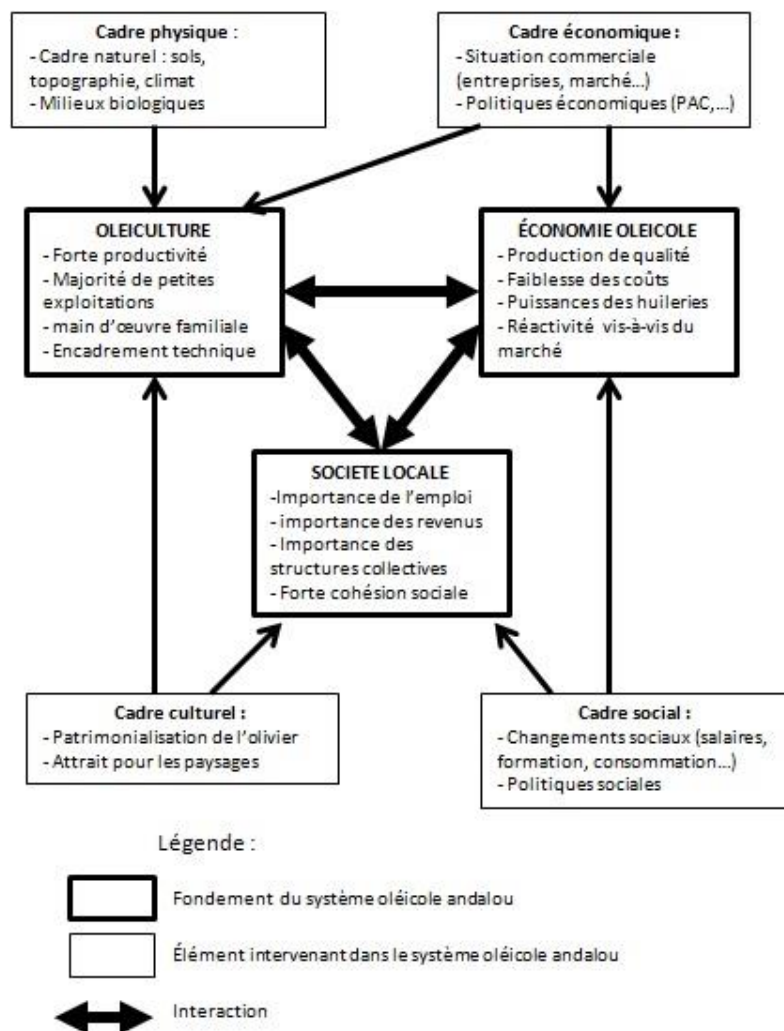 Cadre physique :
- Cadre naturel : sols,
topographie, climat
- Milieux biologiques
Cadre économique :
- Situation commerciale
(entreprises, marché...)
- Politiques économiques (PAC,...)
OLEICULTURE
- Forte productivité
- Majorité de petites
exploitations
- main d'œuvre familiale
- Encadrement technique
ÉCONOMIE OLEICOLE
- Production de qualité
- Faiblesse des coûts
- Puissances des huileries
- Réactivité vis-à-vis du
marché
SOCIETE LOCALE
-Importance de l'emploi
- importance des revenus
- Importance des
structures collectives
- Forte cohésion sociale
Cadre culturel :
- Patrimonialisation de l'olivier
- Attrait pour les paysages
Cadre social :
- Changements sociaux (salaires,
formation, consommation...)
- Politiques sociales
Légende :
Fondement du système oléicole andalou
Élément intervenant dans le système oléicole andalou
Interaction